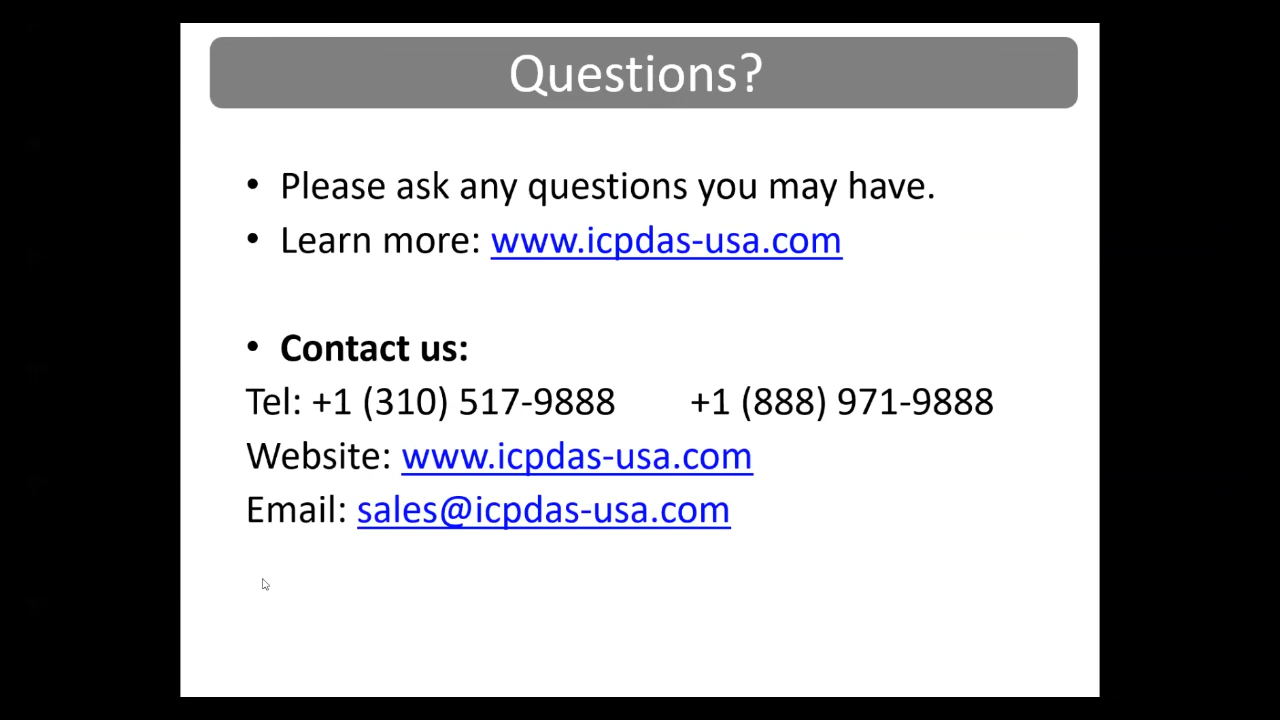 Questions?
• Please ask any questions you may have.
• Learn more: www.icpdas-usa.com
• Contact us:
Tel: +1 (310) 517-9888 +1 (888) 971-9888
Website: www.icpdas-usa.com
Email: sales@icpdas-usa.com